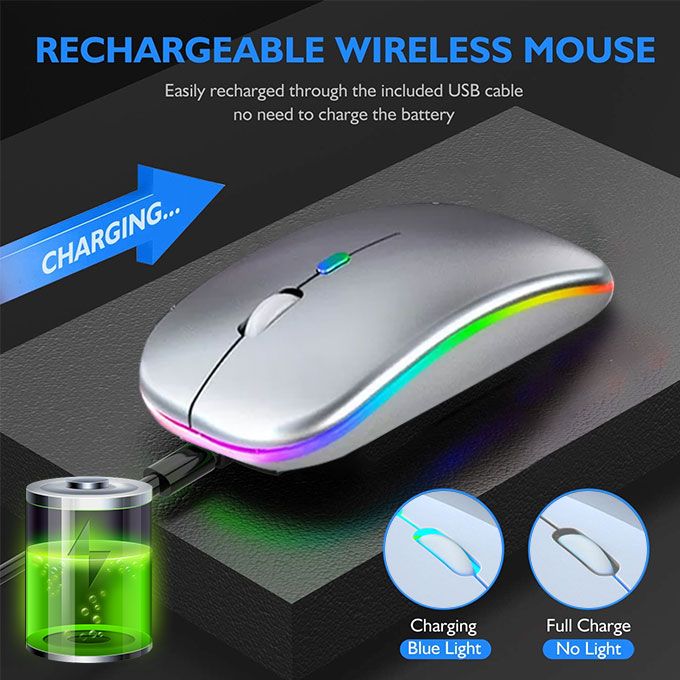 RECHARGEABLE WIRELESS MOUSE
Easily recharged through the included USB cable
no need to charge the battery
CHARGING...
Charging
Blue Light
Full Charge
No Light